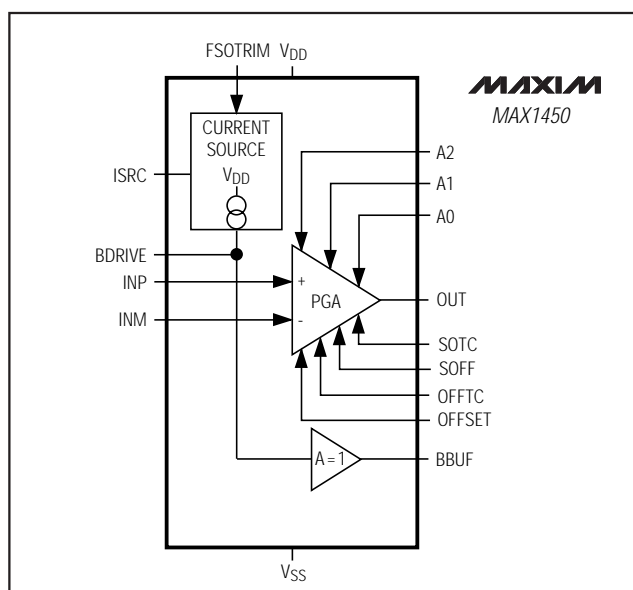 FSOTRIM VDD
MAXIM
MAX1450
CURRENT
SOURCE
VDD
ISRC
A2
A1
A0
BDRIVE
INP
+
PGA
OUT
INM
-
SOTC
SOFF
OFFTC
OFFSET
A = 1
BBUF
VSS